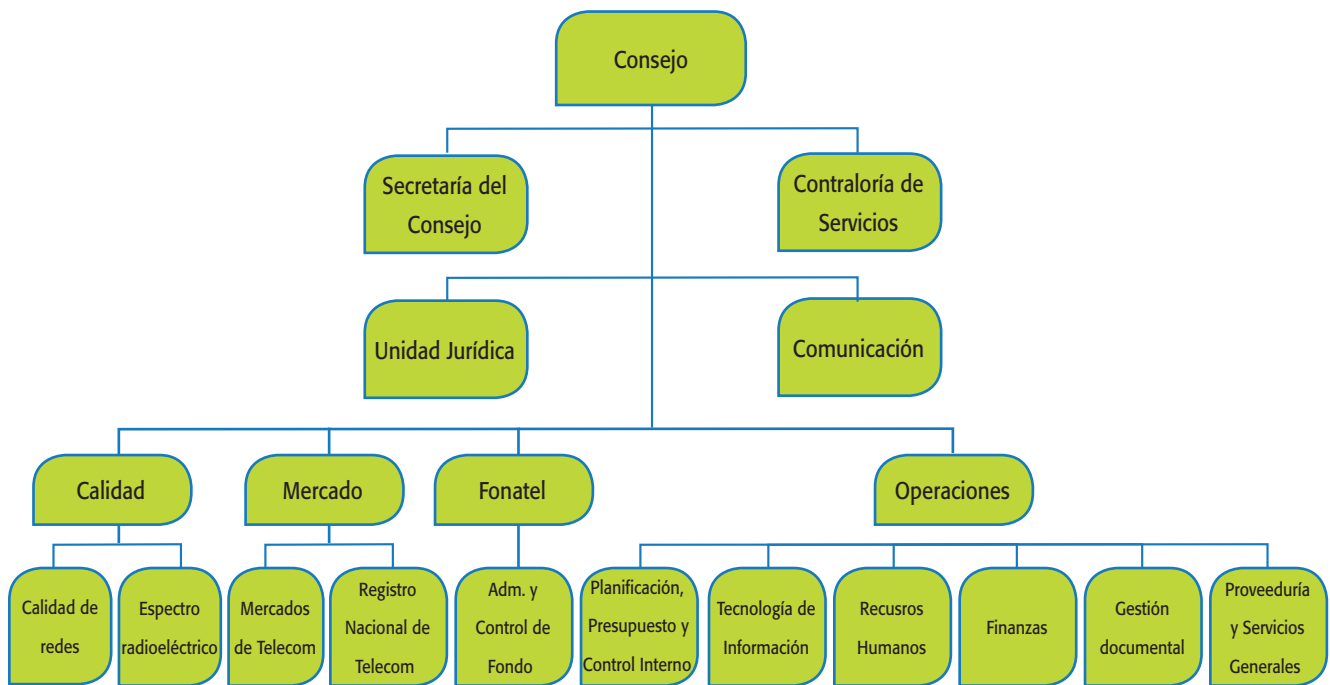 Consejo
Secretaría del
Consejo
Contraloría de
Servicios
Unidad Jurídica
Comunicación
Calidad
Mercado
Fonatel
Operaciones
Calidad de
redes
Espectro
radioeléctrico
Mercados
de Telecom
Registro
Nacional de
Telecom
Adm. y
Control de
Fondo
Planificación,
Presupuesto y
Control Interno
Tecnología de
Información
Recusros
Humanos
Finanzas
Gestión
documental
Proveeduría
y Servicios
Generales